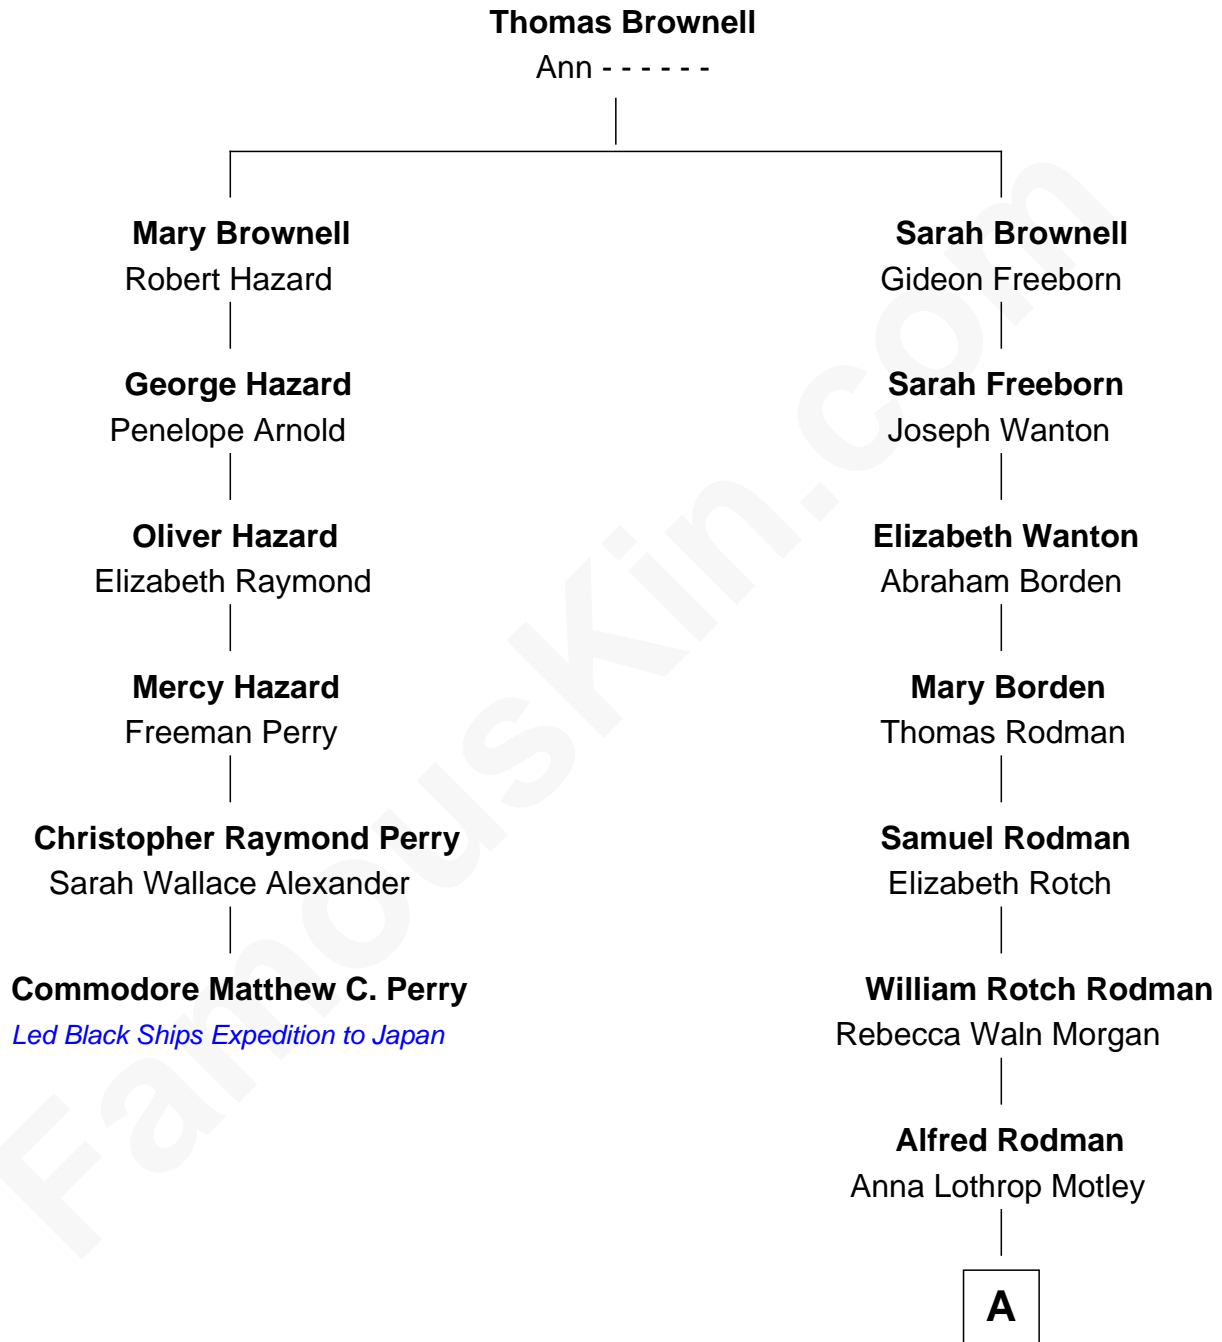 Thomas Brownell
Ann - - - - - -
Mary Brownell
Robert Hazard
George Hazard
Penelope Arnold
Oliver Hazard
Elizabeth Raymond
Mercy Hazard
Freeman Perry
Christopher Raymond Perry
Sarah Wallace Alexander
Commodore Matthew C. Perry
Led Black Ships Expedition to Japan
Sarah Brownell
Gideon Freeborn
Sarah Freeborn
Joseph Wanton
Elizabeth Wanton
Abraham Borden
Mary Borden
Thomas Rodman
Samuel Rodman
Elizabeth Rotch
William Rotch Rodman
Rebecca Waln Morgan
Alfred Rodman
Anna Lothrop Motley
A
FamousKin.com